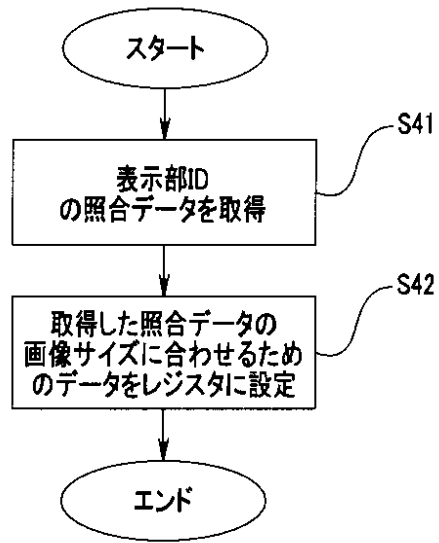 スタート
S41
表示部ID
の照合データを取得
S42
取得した照合データの
画像サイズに合わせるため
のデータをレジスタに設定
エンド